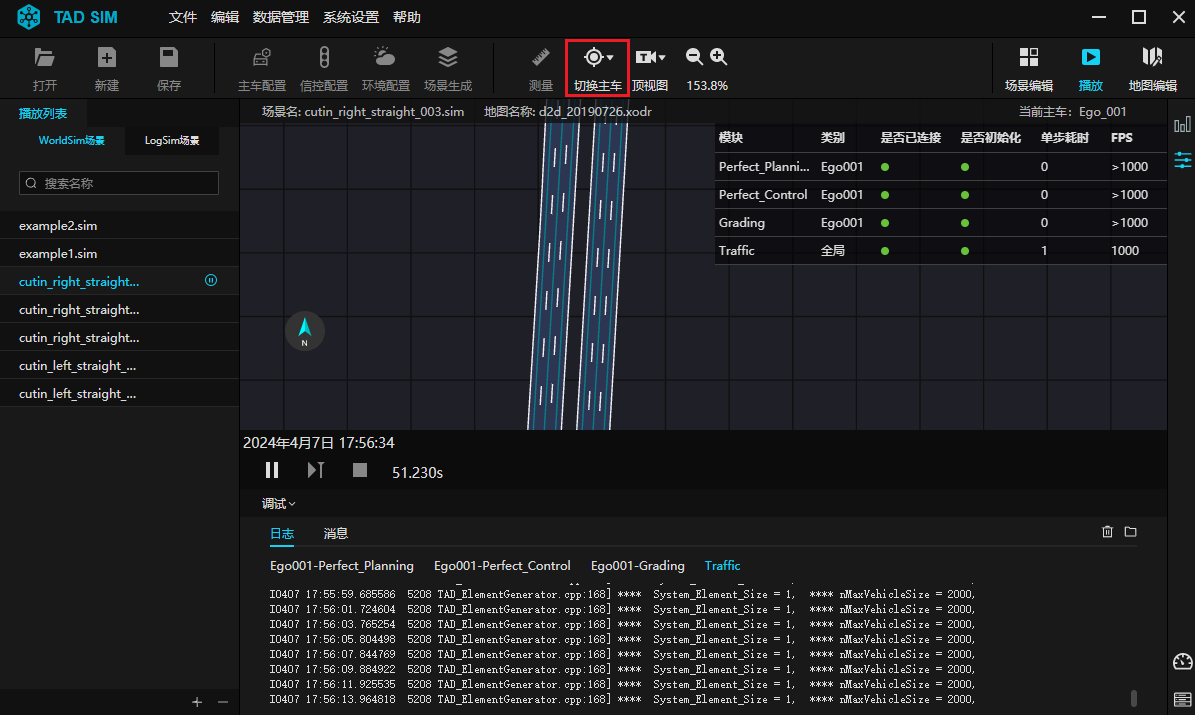 TAD SIM 文件 编辑 数据管理 系统设置 帮助
打开 新建 保存 主车配置 信控配置 环境配置 场景生成 测量 切换主车 顶视图 153.8% 场景编辑 播放 地图编辑
播放列表
WorldSim场景 LogSim场景
搜索名称
example2.sim
example1.sim
cutin_right_straight...
cutin_right_straight...
cutin_right_straight...
cutin_left_straight_...
cutin_left_straight_...
场景名: cutin_right_straight_003.sim 地图名称: d2d_20190726.xodr 当前主车: Ego_001
模块 类别 是否已连接 是否初始化 单步耗时 FPS
Perfect_Planni... Ego001 0 >1000
Perfect_Control Ego001 0 >1000
Grading Ego001 0 >1000
Traffic 全局 1 1000
N
2024年4月7日 17:56:34
51.230s
调试
日志 消息
Ego001-Perfect_Planning Ego001-Perfect_Control Ego001-Grading Traffic
I0407 17:55:59.685586 5208 TAD_ElementGenerator.cpp:168] **** System_Element_Size = 1, **** nMaxVehicleSize = 2000,
I0407 17:56:01.724604 5208 TAD_ElementGenerator.cpp:168] **** System_Element_Size = 1, **** nMaxVehicleSize = 2000,
I0407 17:56:03.765254 5208 TAD_ElementGenerator.cpp:168] **** System_Element_Size = 1, **** nMaxVehicleSize = 2000,
I0407 17:56:05.804498 5208 TAD_ElementGenerator.cpp:168] **** System_Element_Size = 1, **** nMaxVehicleSize = 2000,
I0407 17:56:07.844769 5208 TAD_ElementGenerator.cpp:168] **** System_Element_Size = 1, **** nMaxVehicleSize = 2000,
I0407 17:56:09.884922 5208 TAD_ElementGenerator.cpp:168] **** System_Element_Size = 1, **** nMaxVehicleSize = 2000,
I0407 17:56:11.925535 5208 TAD_ElementGenerator.cpp:168] **** System_Element_Size = 1, **** nMaxVehicleSize = 2000,
I0407 17:56:13.964818 5208 TAD_ElementGenerator.cpp:168] **** System_Element_Size = 1, **** nMaxVehicleSize = 2000,